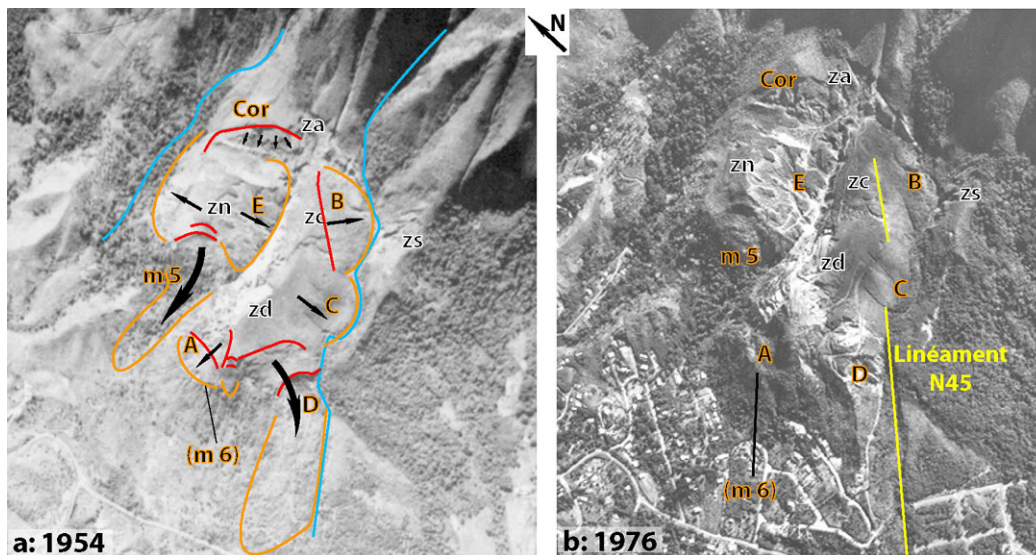 N
Cor
za
zn
E
B
zc
zs
m 5
C
zd
A
D
(m 6)
a: 1954
Cor
za
zn
E
zc
B
zs
m 5
zd
C
A
Linéament
N45
D
(m 6)
b: 1976